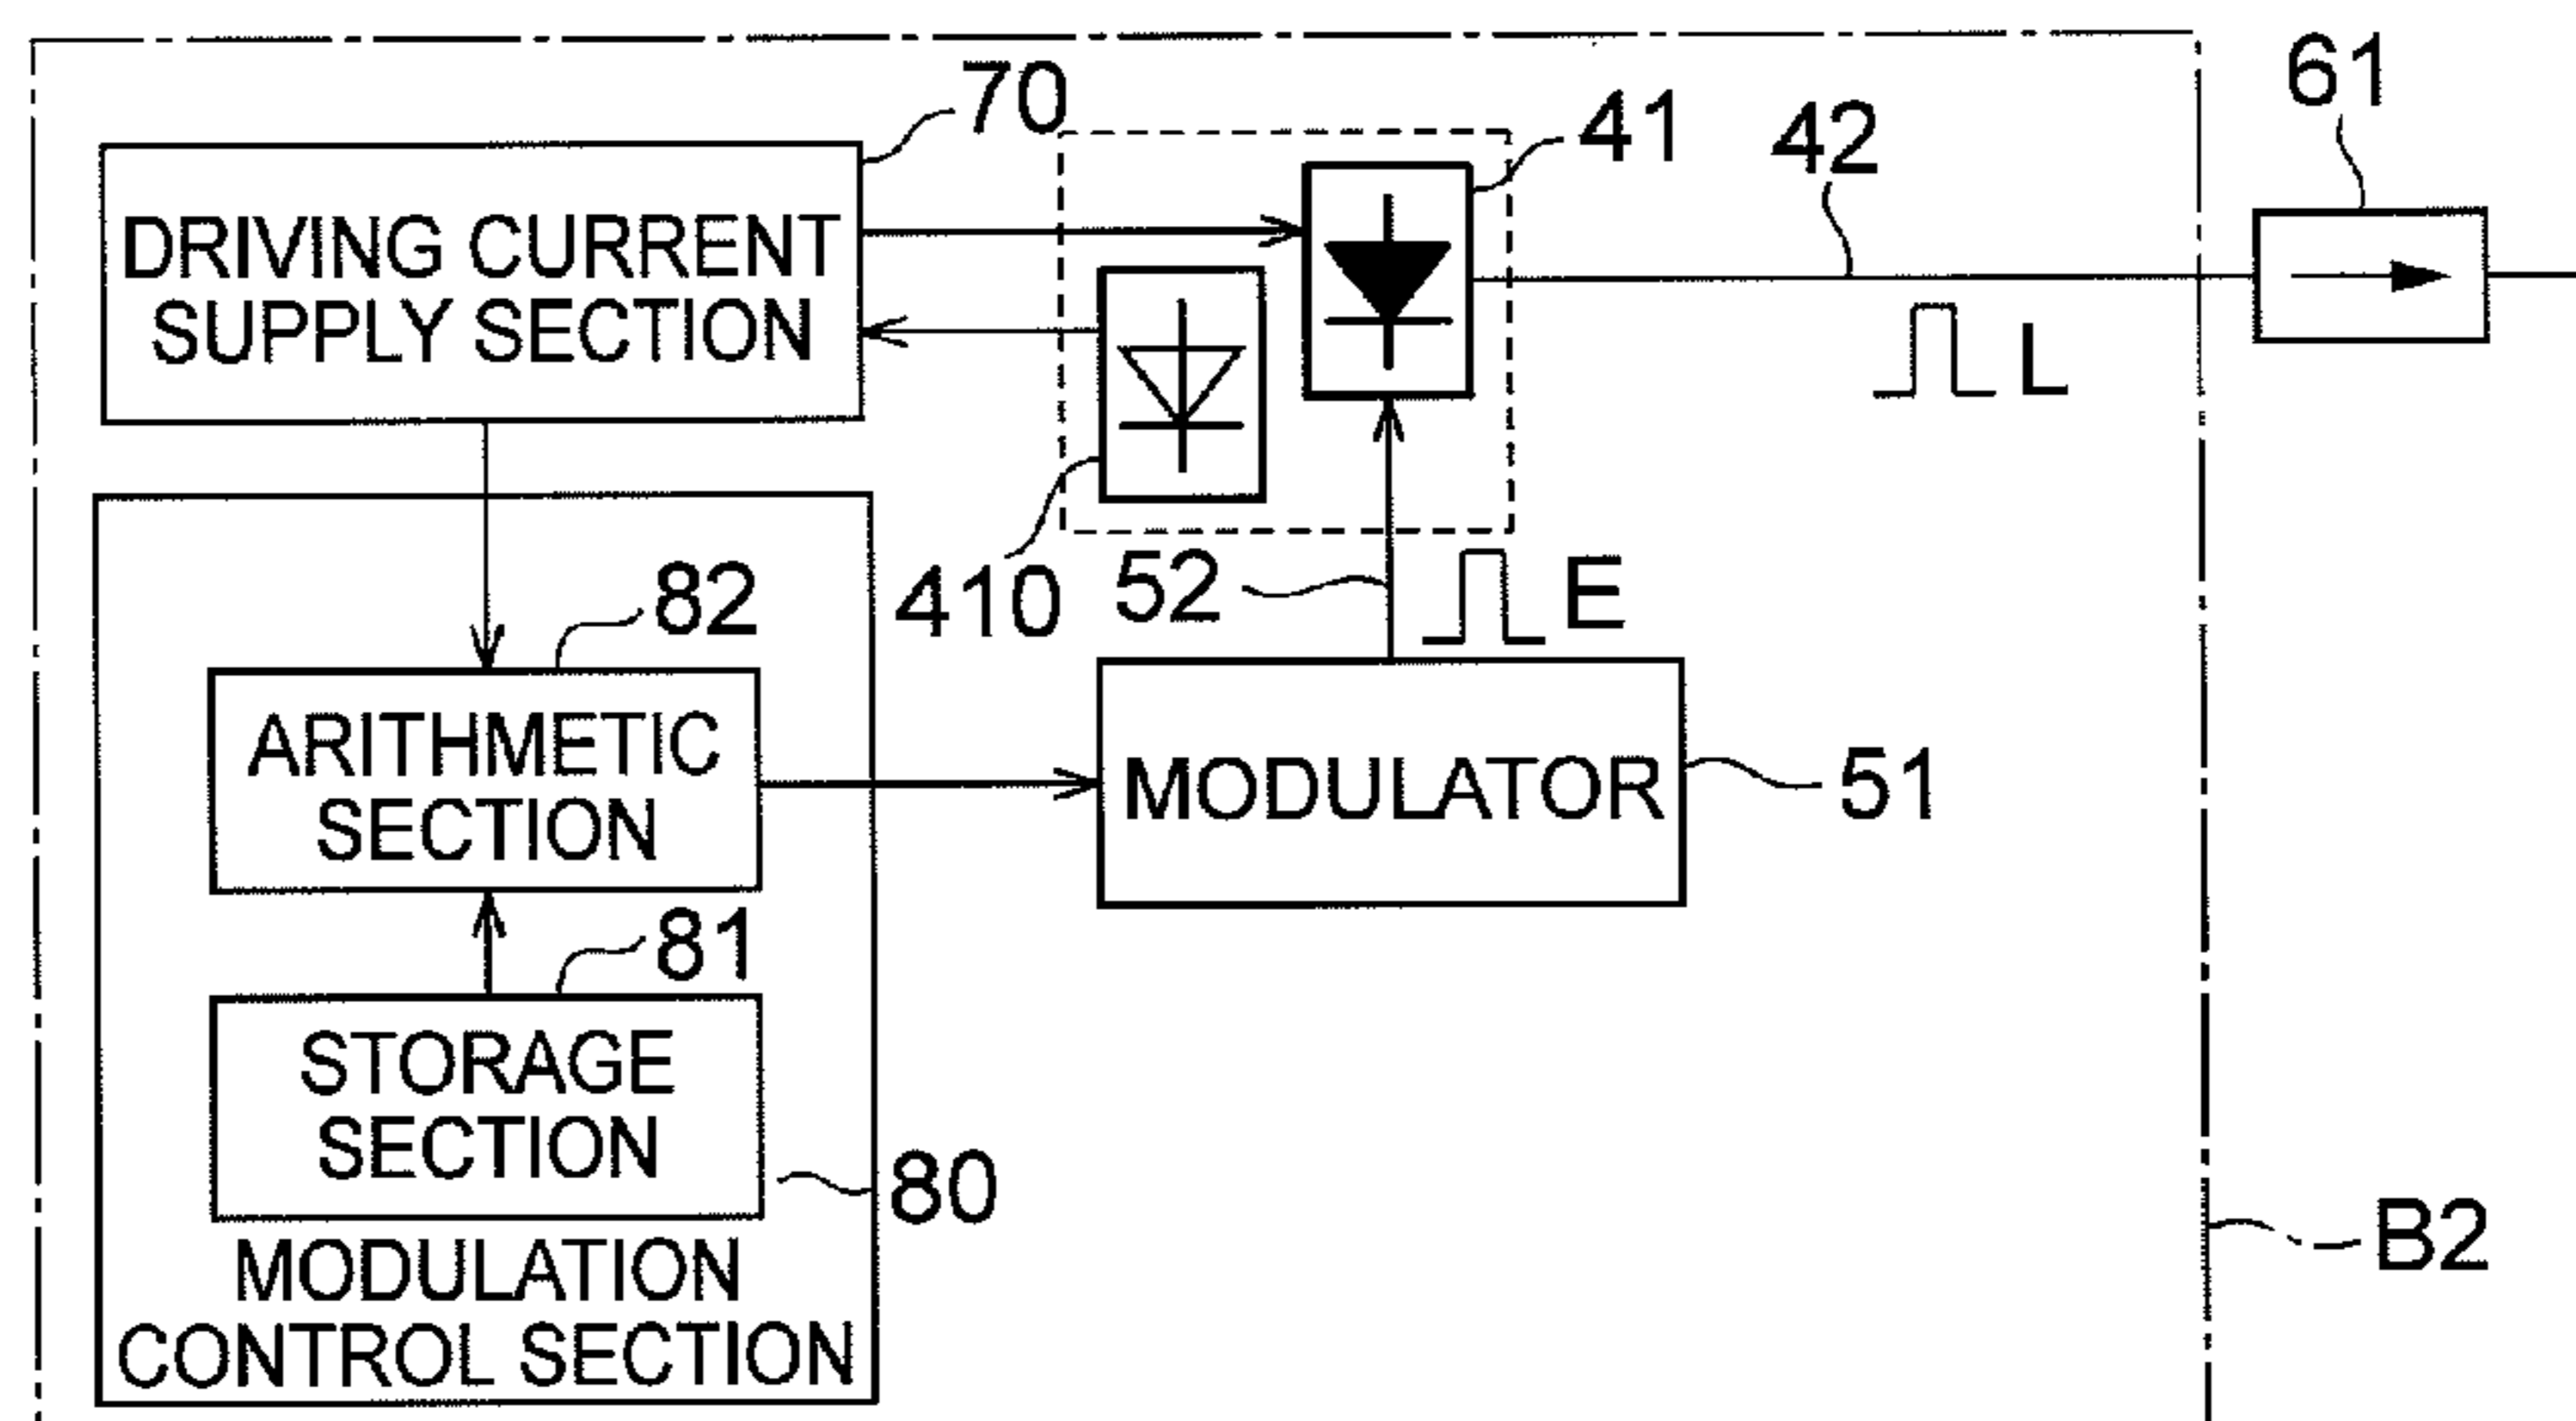 70
61
41
42
DRIVING CURRENT
SUPPLY SECTION
L
410
52
E
82
ARITHMETIC
SECTION
MODULATOR
51
81
STORAGE
SECTION
80
B2
MODULATION
CONTROL SECTION